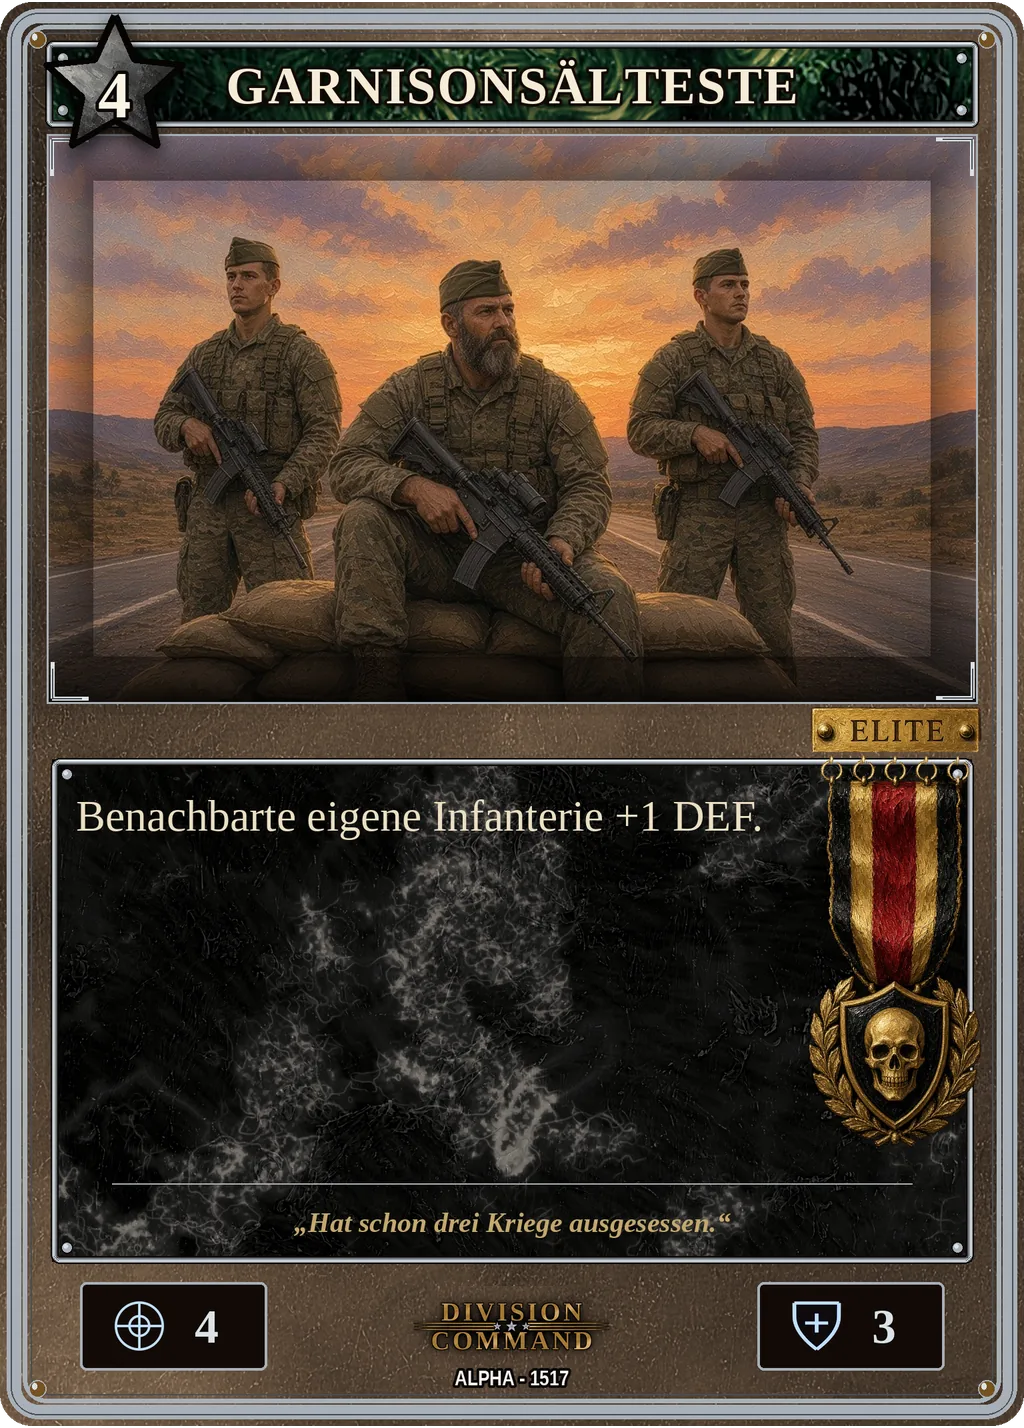 4
GARNISONSÄLTESTE
ELITE
Benachbarte eigene Infanterie +1 DEF.
„Hat schon drei Kriege ausgesessen.“
4
DIVISION
COMMAND
3
ALPHA - 1517